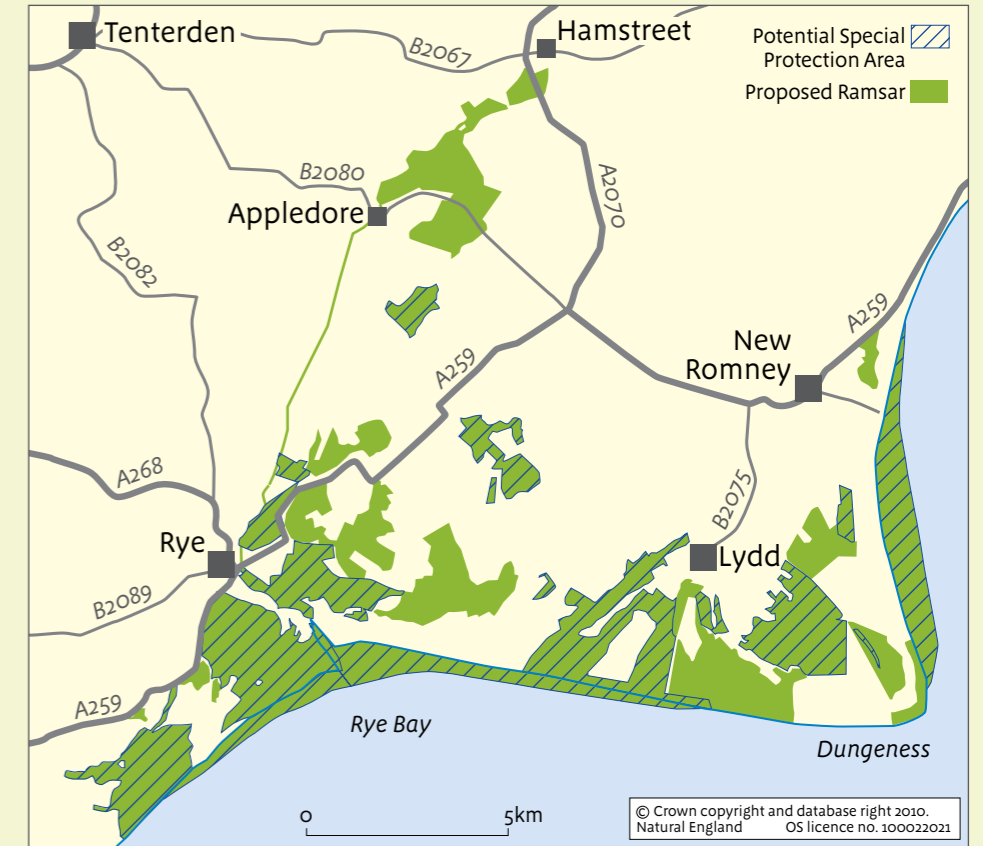 Tenterden
B2067
Hamstreet
Potential Special
Protection Area
Proposed Ramsar
B2080
A2070
Appledore
B2082
A259
New
Romney
A259
A268
B2075
Rye
Lydd
B2089
A259
Rye Bay
Dungeness
0 5km
© Crown copyright and database right 2010.
Natural England OS licence no. 100022021